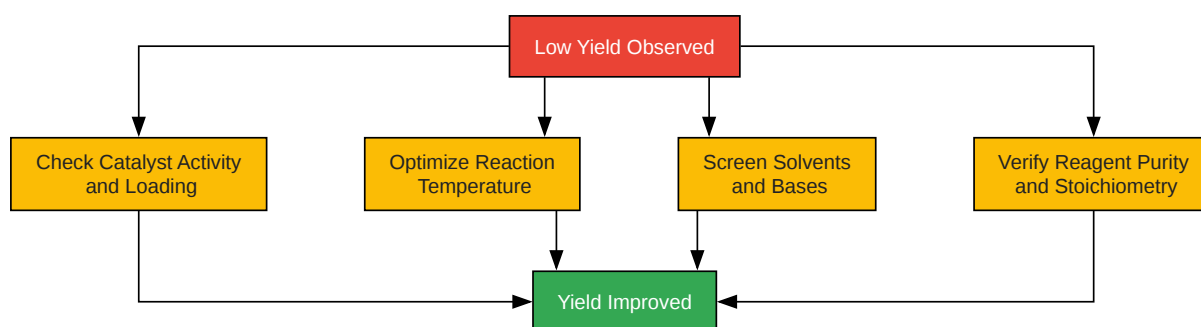 Low Yield Observed
Check Catalyst Activity
and Loading
Optimize Reaction
Temperature
Screen Solvents
and Bases
Verify Reagent Purity
and Stoichiometry
Yield Improved